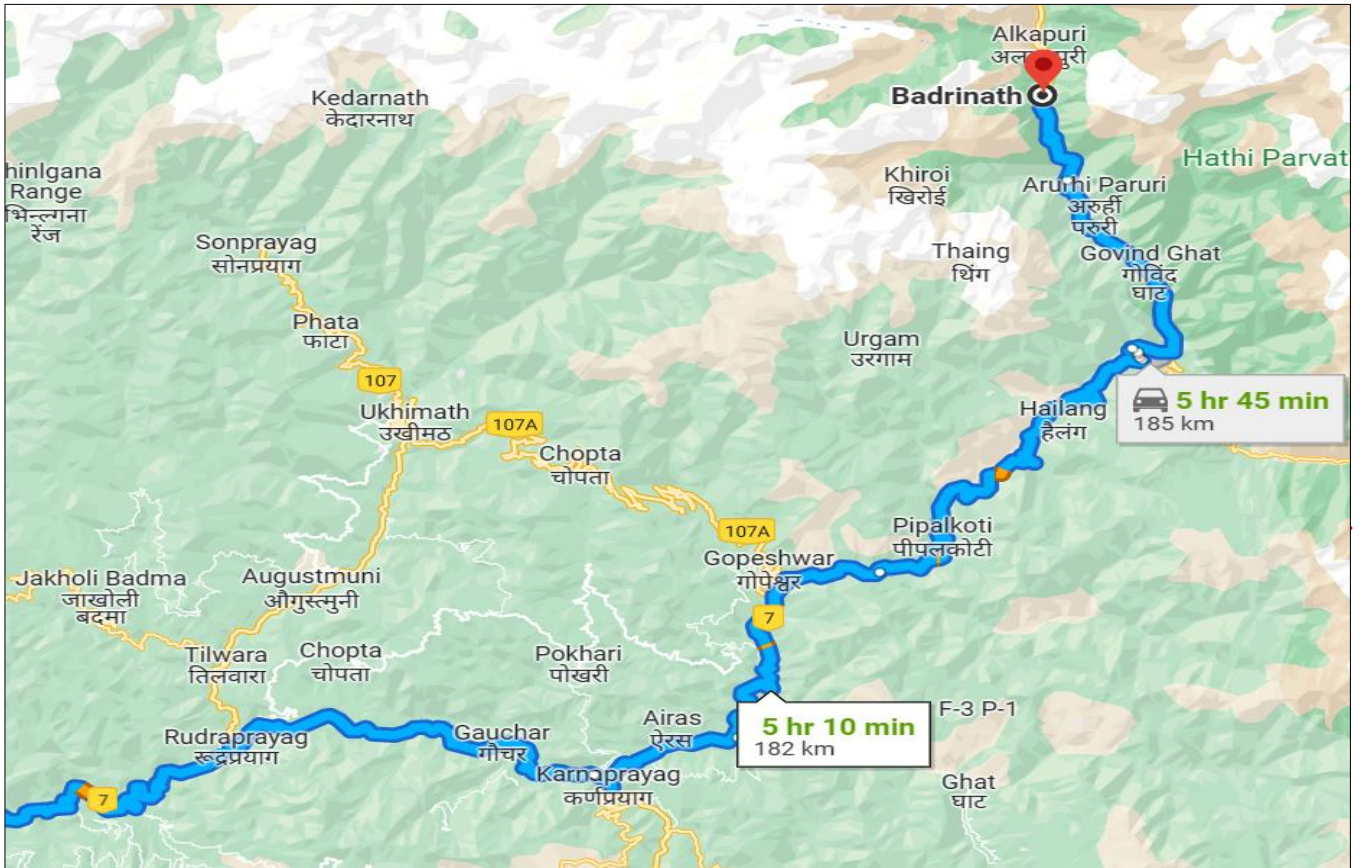 Alkapuri
Badrinath
Kedarnath
केदारनाथ
Hathi Parvat
Khiroi
खिरोई
Arurhi Paruri
अरुर्ही
परुरी
hinlgana
Range
भिन्लगना
रेंज
Sonprayag
सोनप्रयाग
Thaing
थिंग
Govind Ghat
गोविंद
घाट
Phata
फाटा
Urgam
उरगाम
107
5 hr 45 min
185 km
Ukhimath
उखीमठ
107A
Hailang
हैलंग
Chopta
चोपता
107A
Pipalkoti
पीपलकोटी
Gopeshwar
गोपेश्वर
Jakholi Badma
जाखोली
बदमा
Augustmuni
औगुस्त्मुनी
7
Tilwara
तिलवारा
Chopta
चोपता
Pokhari
पोखरी
5 hr 10 min
182 km
F-3 P-1
Airas
ऐरस
Rudraprayag
रूद्रप्रयाग
Gauchar
गौचर
Karnaprayag
कर्णप्रयाग
Ghat
घाट
7